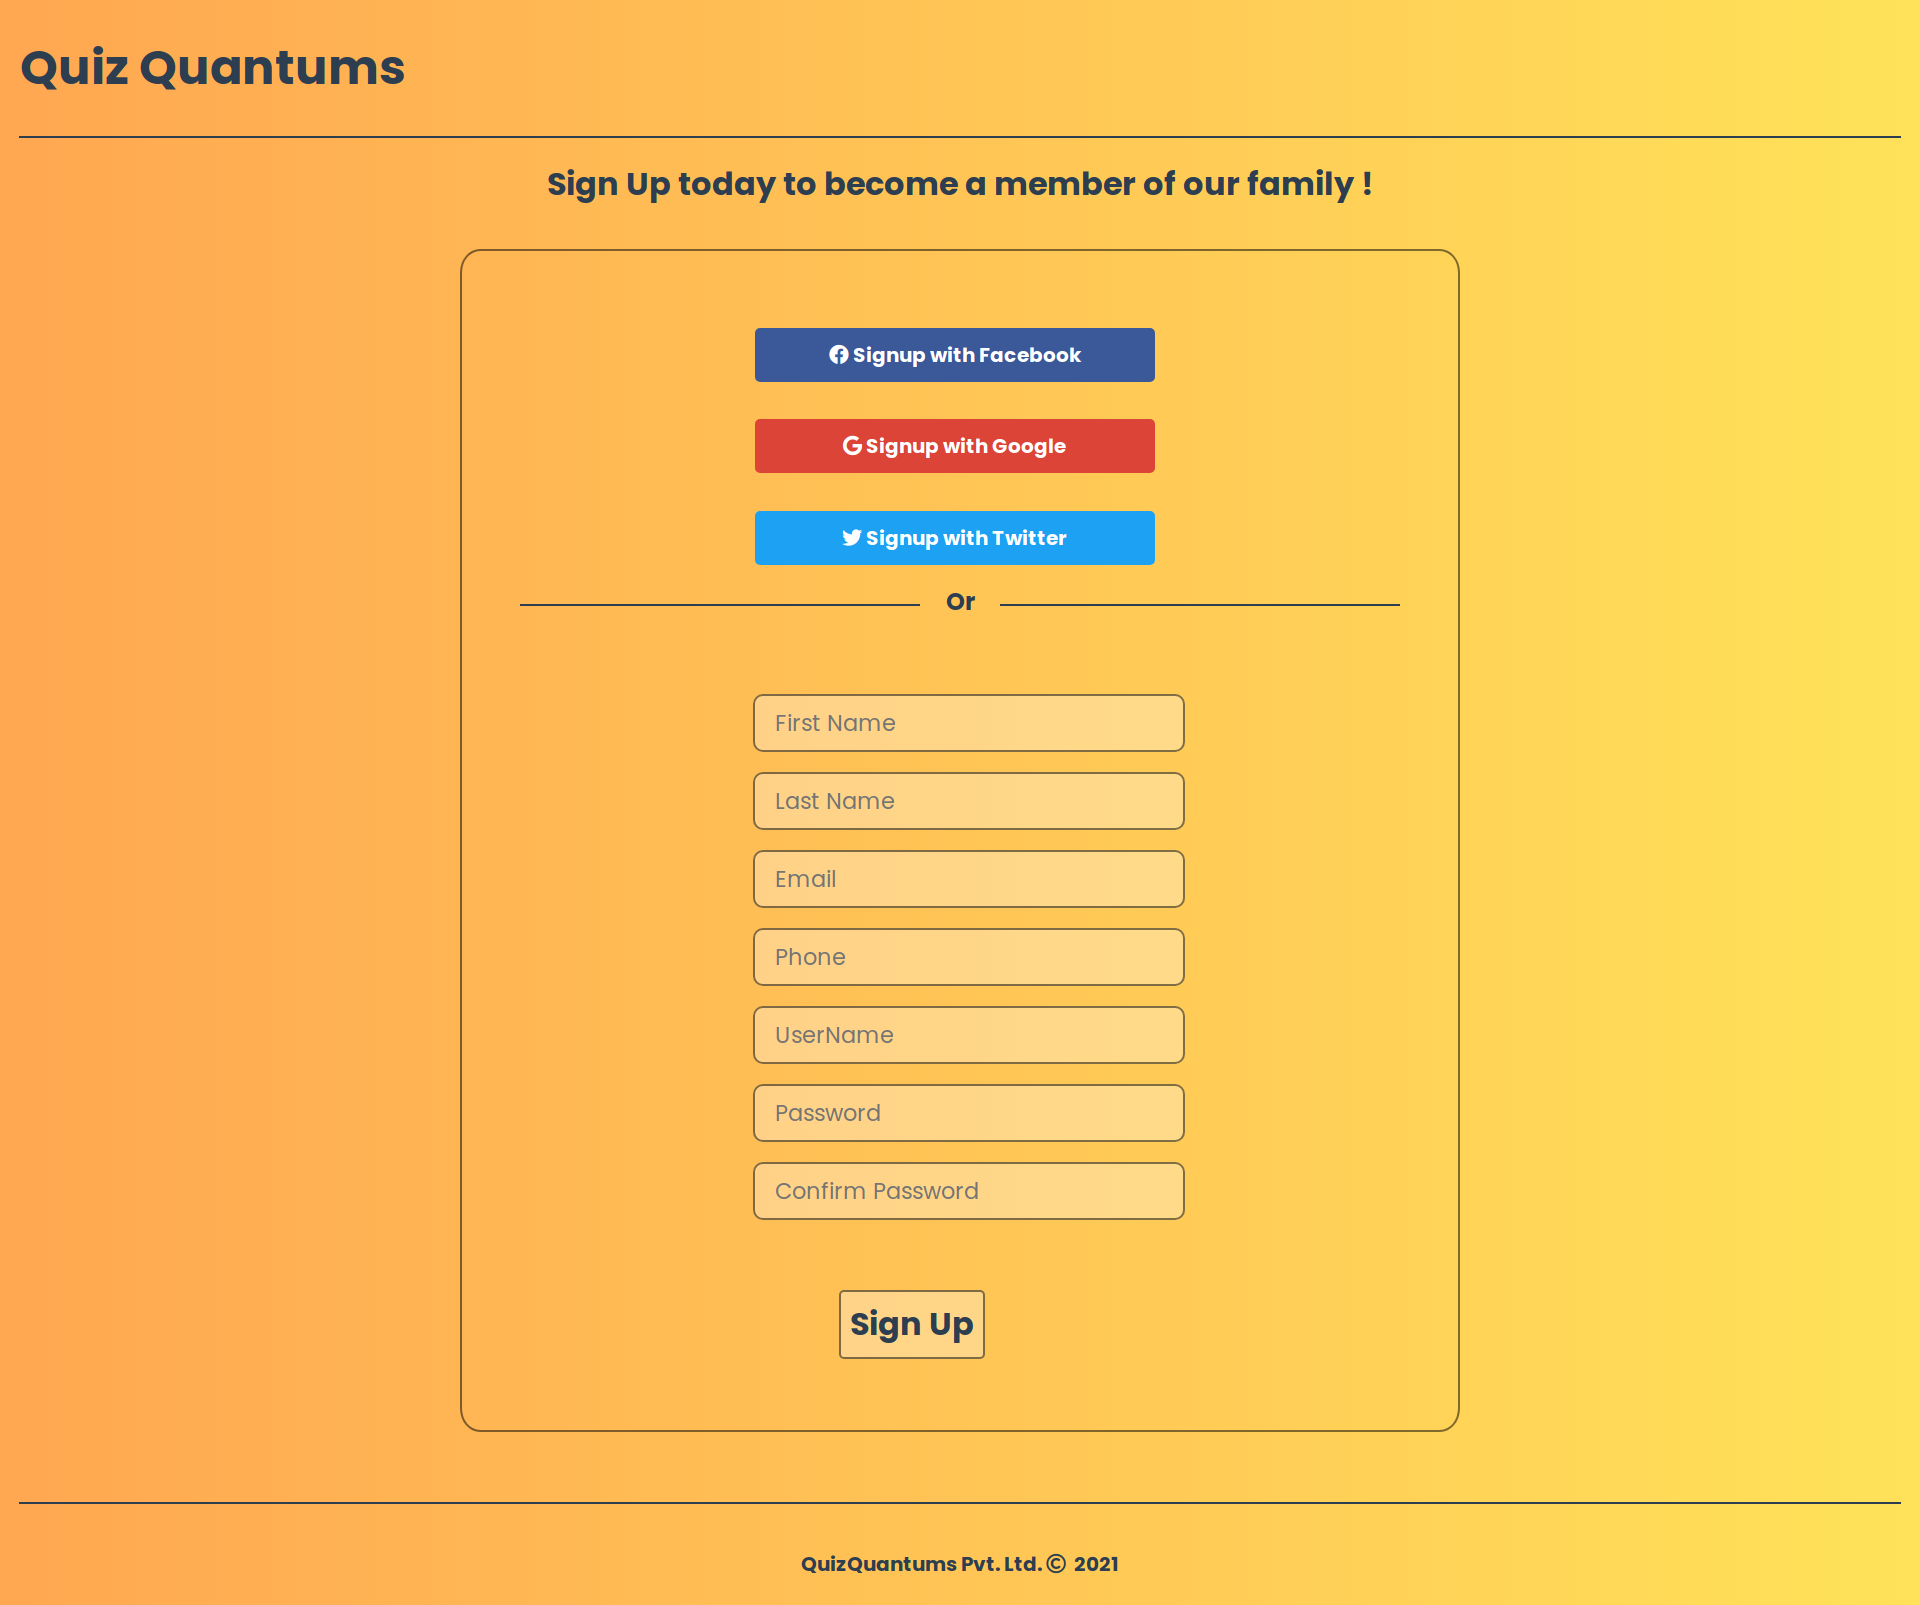 Quiz Quantums
Sign Up today to become a member of our family !
Signup with Facebook
Signup with Google
Signup with Twitter
Or
First Name
Last Name
Email
Phone
UserName
Password
Confirm Password
Sign Up
QuizQuantums Pvt. Ltd. © 2021